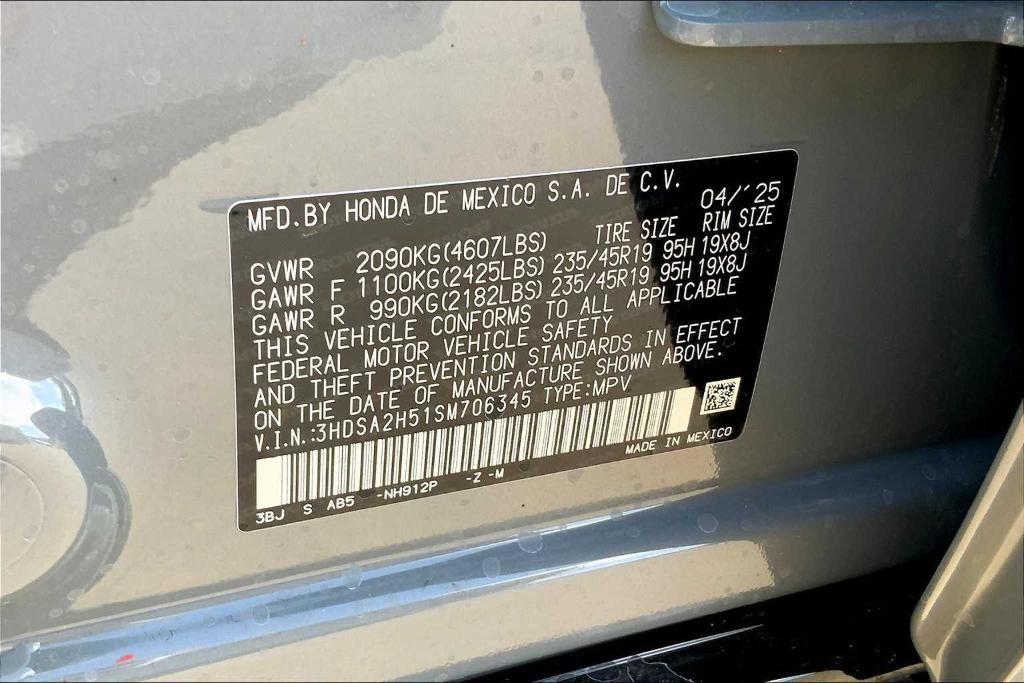 MFD.BY HONDA DE MEXICO S.A. DE C.V. 04/´25
TIRE SIZE RIM SIZE
GVWR 2090KG(4607LBS)
GAWR F 1100KG(2425LBS) 235/45R19 95H 19X8J
GAWR R 990KG(2182LBS) 235/45R19 95H 19X8J
THIS VEHICLE CONFORMS TO ALL APPLICABLE
FEDERAL MOTOR VEHICLE SAFETY
AND THEFT PREVENTION STANDARDS IN EFFECT
ON THE DATE OF MANUFACTURE SHOWN ABOVE.
V.I.N.:3HDSA2H51SM706345 TYPE:MPV
MADE IN MEXICO
3BJ S AB5 -NH912P -Z -M